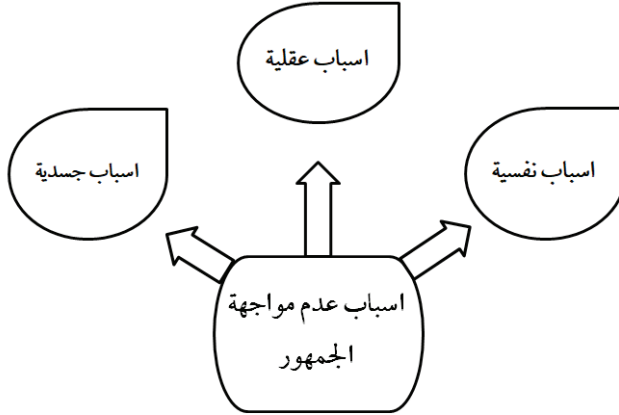 اسباب عقلية
اسباب نفسية
اسباب جسدية
اسباب عدم مواجهة
الجمهور